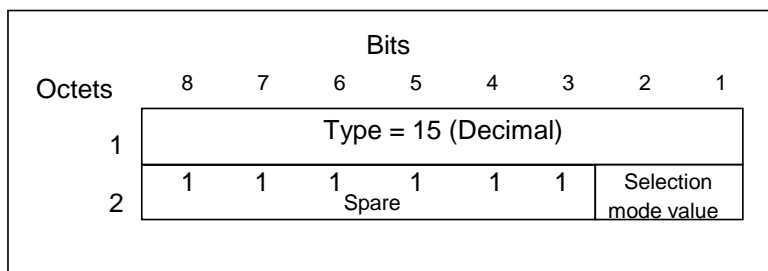 Bits
Octets 8 7 6 5 4 3 2 1
1 Type = 15 (Decimal)
2 1 1 1 1 1 1 Selection
Spare mode value